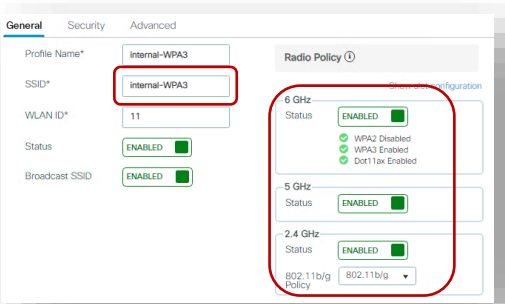 General Security Advanced
Profile Name* internal-WPA3
SSID* internal-WPA3
WLAN ID* 11
Status ENABLED
Broadcast SSID ENABLED
Radio Policy i
Show slot configuration
6 GHz
Status ENABLED
WPA2 Disabled
WPA3 Enabled
Dot11ax Enabled
5 GHz
Status ENABLED
2.4 GHz
Status ENABLED
802.11b/g 802.11b/g
Policy